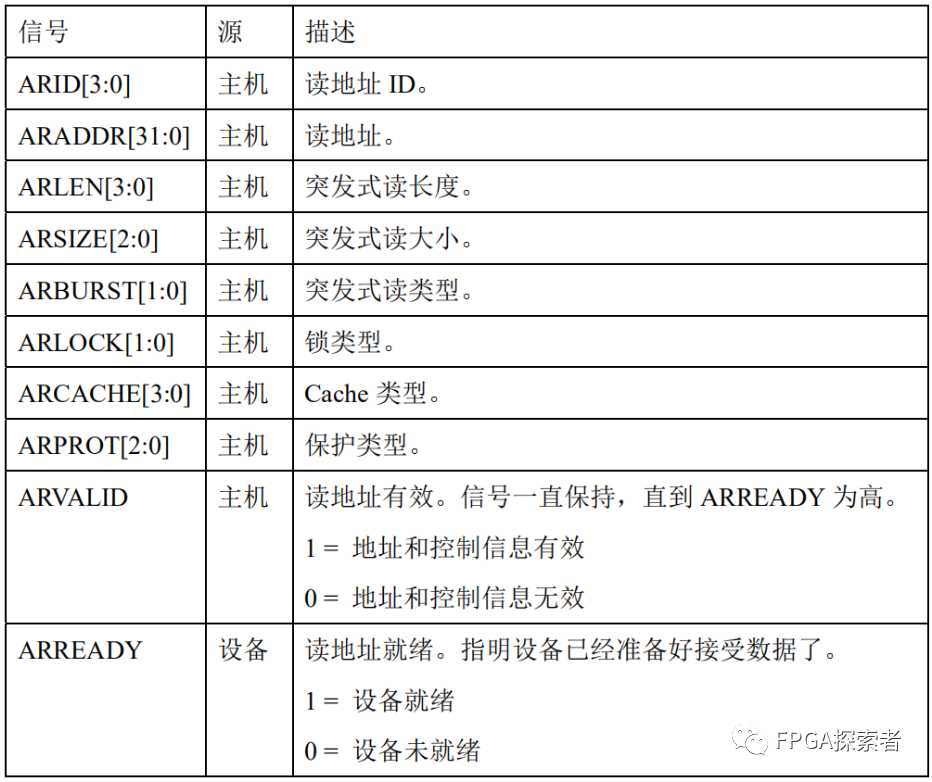 信号 源 描述
ARID[3:0] 主机 读地址 ID。
ARADDR[31:0] 主机 读地址。
ARLEN[3:0] 主机 突发式读长度。
ARSIZE[2:0] 主机 突发式读大小。
ARBURST[1:0] 主机 突发式读类型。
ARLOCK[1:0] 主机 锁类型。
ARCACHE[3:0] 主机 Cache 类型。
ARPROT[2:0] 主机 保护类型。
ARVALID 主机 读地址有效。信号一直保持，直到 ARREADY 为高。
1 = 地址和控制信息有效
0 = 地址和控制信息无效
ARREADY 设备 读地址就绪。指明设备已经准备好接受数据了。
1 = 设备就绪
0 = 设备未就绪
FPGA探索者